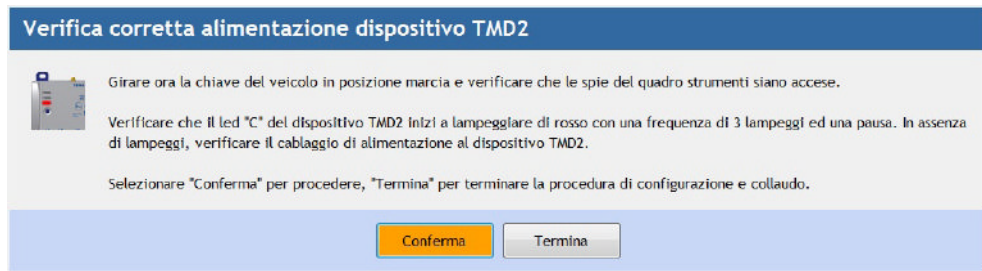 Verifica corretta alimentazione dispositivo TMD2
Girare ora la chiave del veicolo in posizione marcia e verificare che le spie del quadro strumenti siano accese.
Verificare che il led "C" del dispositivo TMD2 inizi a lampeggiare di rosso con una frequenza di 3 lampeggi ed una pausa. In assenza
di lampeggi, verificare il cablaggio di alimentazione al dispositivo TMD2.
Selezionare "Conferma" per procedere, "Termina" per terminare la procedura di configurazione e collaudo.
Conferma
Termina